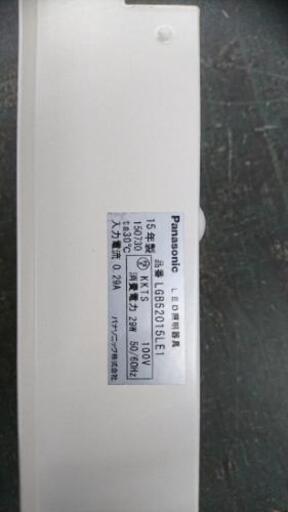 Panasonic LED照明器具
品番 LGB52015LE1
15年製 100V
150730 KKTS 50/60Hz
ta30℃ 消費電力 29W
入力電流 0.29A
パナソニック株式会社